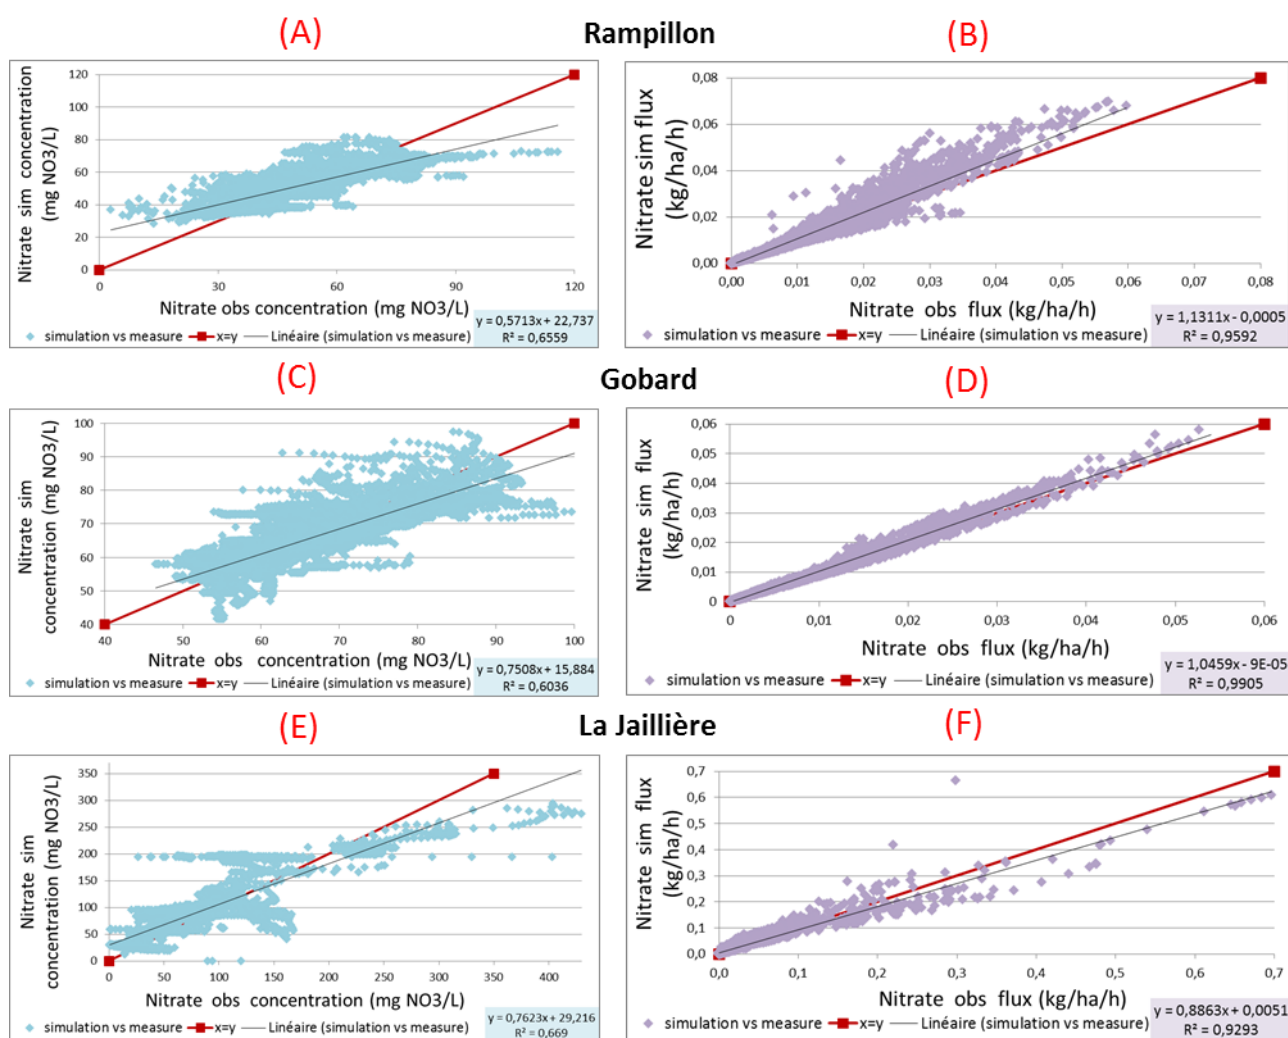 (A) Rampillon (B)
Nitrate sim concentration
(mg NO3/L)
120
100
80
60
40
20
0
0 30 60 90 120
Nitrate obs concentration (mg NO3/L)
simulation vs measure x=y Linéaire (simulation vs measure)
y = 0,5713x + 22,737
R² = 0,6559
Nitrate sim flux
(kg/ha/h)
0,08
0,06
0,04
0,02
0,00
0,00 0,01 0,02 0,03 0,04 0,05 0,06 0,08
Nitrate obs flux (kg/ha/h)
simulation vs measure x=y Linéaire (simulation vs measure)
y = 1,1311x - 0,0005
R² = 0,9592
(C) Gobard (D)
Nitrate sim
concentration (mg NO3/L)
100
90
80
70
60
50
40
40 50 60 70 80 90 100
Nitrate obs concentration (mg NO3/L)
simulation vs measure x=y Linéaire (simulation vs measure)
y = 0,7508x + 15,884
R² = 0,6036
Nitrate sim flux
(kg/ha/h)
0,06
0,05
0,04
0,03
0,02
0,01
0
0 0,01 0,02 0,03 0,04 0,05 0,06
Nitrate obs flux (kg/ha/h)
simulation vs measure x=y Linéaire (simulation vs measure)
y = 1,0459x - 9E-05
R² = 0,9905
(E) La Jaillière (F)
Nitrate sim
concentration (mg NO3/L)
350
300
250
200
150
100
50
0
0 50 100 150 200 250 300 350 400
Nitrate obs concentration (mg NO3/L)
simulation vs measure x=y Linéaire (simulation vs measure)
y = 0,7623x + 29,216
R² = 0,669
Nitrate sim flux
(kg/ha/h)
0,7
0,6
0,5
0,4
0,3
0,2
0,1
0,0
0,0 0,1 0,2 0,3 0,4 0,5 0,6 0,7
Nitrate obs flux (kg/ha/h)
simulation vs measure x=y Linéaire (simulation vs measure)
y = 0,8863x + 0,0051
R² = 0,9293